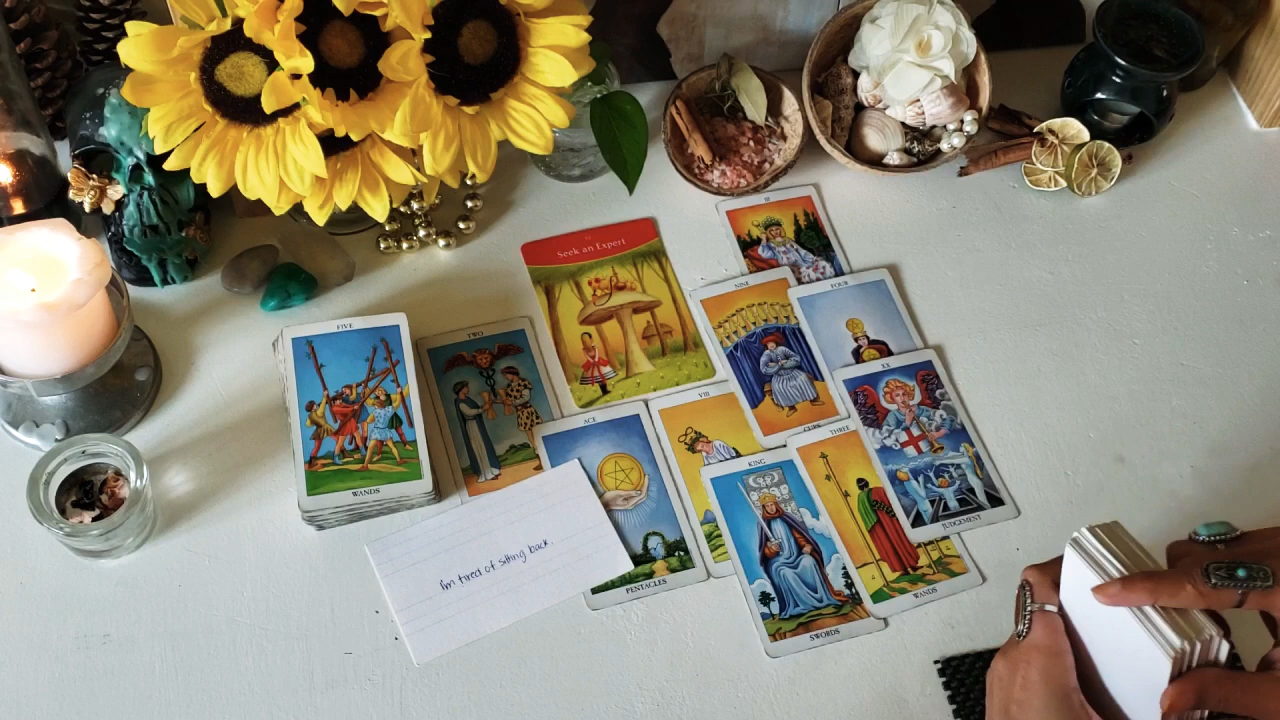 III
Seek an Expert
NINE
FOUR
FIVE
TWO
XX
VIII
ACE
THREE
KING
WANDS
I'm tired of sitting back.
PENTACLES
JUDGEMENT
SWORDS
WANDS